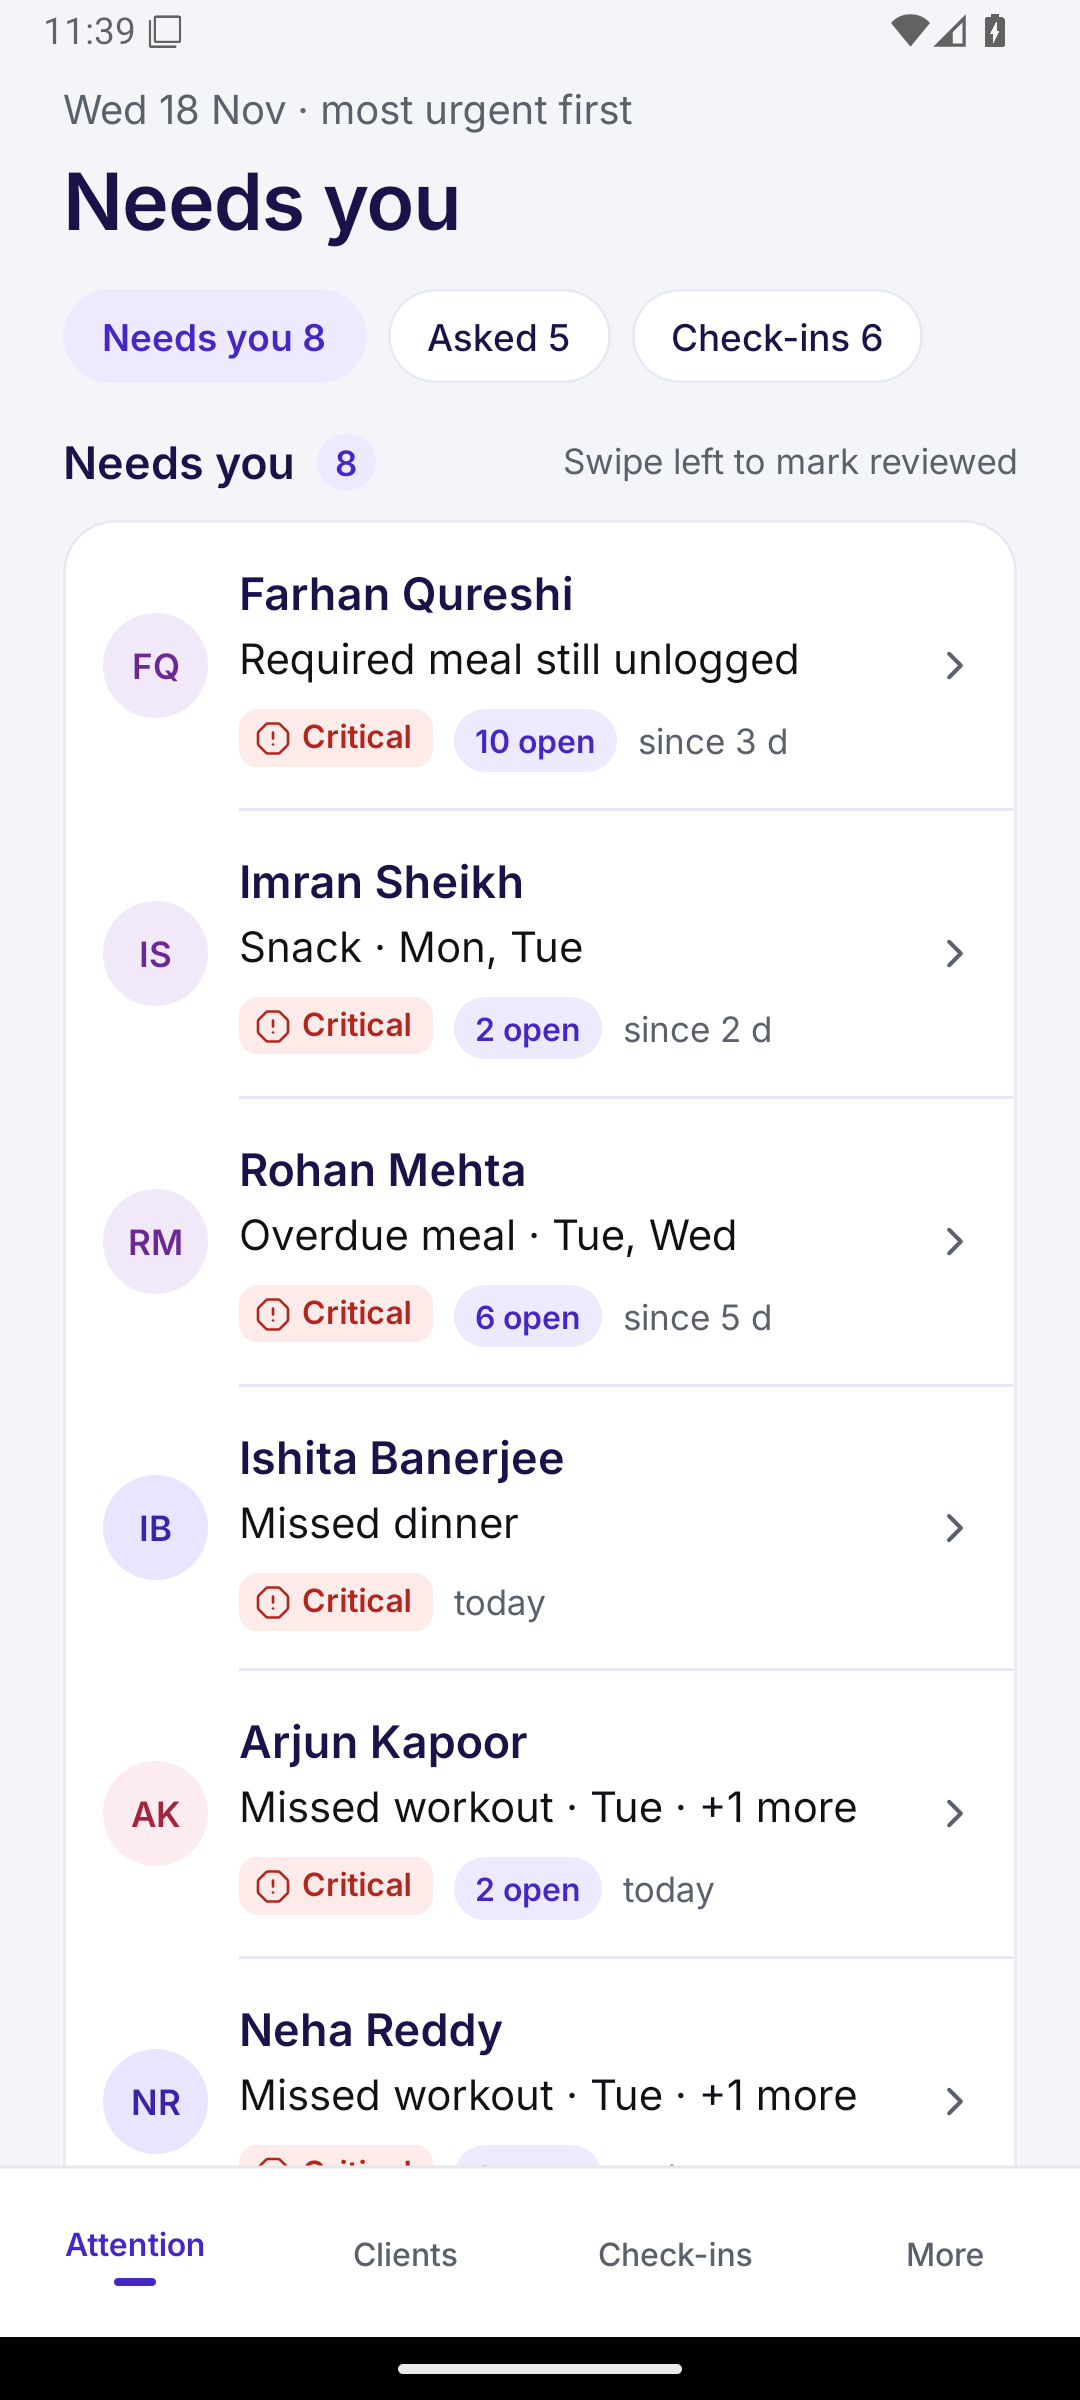 11:39
Wed 18 Nov · most urgent first
Needs you
Needs you 8
Asked 5
Check-ins 6
Needs you 8
Swipe left to mark reviewed
FQ
Farhan Qureshi
Required meal still unlogged
Critical
10 open
since 3 d
IS
Imran Sheikh
Snack · Mon, Tue
Critical
2 open
since 2 d
RM
Rohan Mehta
Overdue meal · Tue, Wed
Critical
6 open
since 5 d
IB
Ishita Banerjee
Missed dinner
Critical
today
AK
Arjun Kapoor
Missed workout · Tue · +1 more
Critical
2 open
today
NR
Neha Reddy
Missed workout · Tue · +1 more
Attention
Clients
Check-ins
More